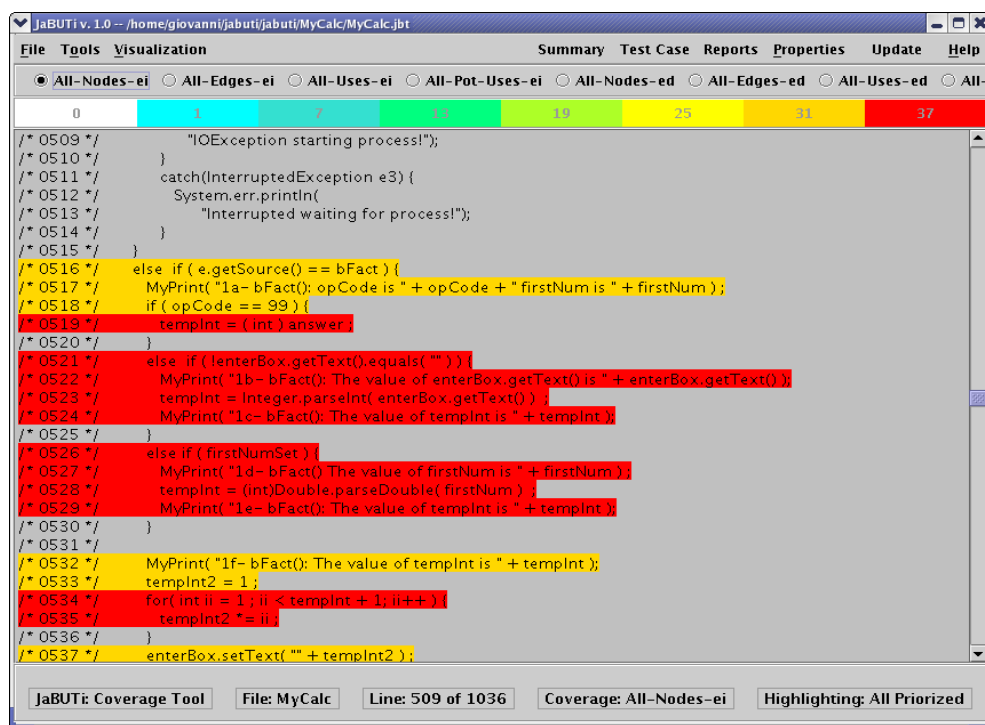 JaBUTi v. 1.0 -- /home/giovanni/jabuti/jabuti/MyCalc/MyCalc.jbt
File Tools Visualization Summary Test Case Reports Properties Update Help
All-Nodes-ei All-Edges-ei All-Uses-ei All-Pot-Uses-ei All-Nodes-ed All-Edges-ed All-Uses-ed All-
0 1 7 13 19 25 31 37
/* 0509 */ "IOException starting process!");
/* 0510 */ }
/* 0511 */ catch(InterruptedException e3) {
/* 0512 */ System.err.println(
/* 0513 */ "Interrupted waiting for process!");
/* 0514 */ }
/* 0515 */ }
/* 0516 */ else if ( e.getSource() == bFact ) {
/* 0517 */ MyPrint( "1a- bFact(): opCode is " + opCode + " firstNum is " + firstNum ) ;
/* 0518 */ if ( opCode == 99 ) {
/* 0519 */ tempInt = ( int ) answer ;
/* 0520 */ }
/* 0521 */ else if ( !enterBox.getText().equals( "" ) ) {
/* 0522 */ MyPrint( "1b- bFact(): The value of enterBox.getText() is " + enterBox.getText() );
/* 0523 */ tempInt = Integer.parseInt( enterBox.getText() ) ;
/* 0524 */ MyPrint( "1c- bFact(): The value of tempInt is " + tempInt );
/* 0525 */ }
/* 0526 */ else if ( firstNumSet ) {
/* 0527 */ MyPrint( "1d- bFact() The value of firstNum is " + firstNum ) ;
/* 0528 */ tempInt = (int)Double.parseDouble( firstNum ) ;
/* 0529 */ MyPrint( "1e- bFact(): The value of tempInt is " + tempInt );
/* 0530 */ }
/* 0531 */
/* 0532 */ MyPrint( "1f- bFact(): The value of tempInt is " + tempInt );
/* 0533 */ tempInt2 = 1 ;
/* 0534 */ for( int ii = 1 ; ii < tempInt + 1; ii++ ) {
/* 0535 */ tempInt2 *= ii ;
/* 0536 */ }
/* 0537 */ enterBox.setText( "" + tempInt2 ) ;
JaBUTi: Coverage Tool File: MyCalc Line: 509 of 1036 Coverage: All-Nodes-ei Highlighting: All Priorized